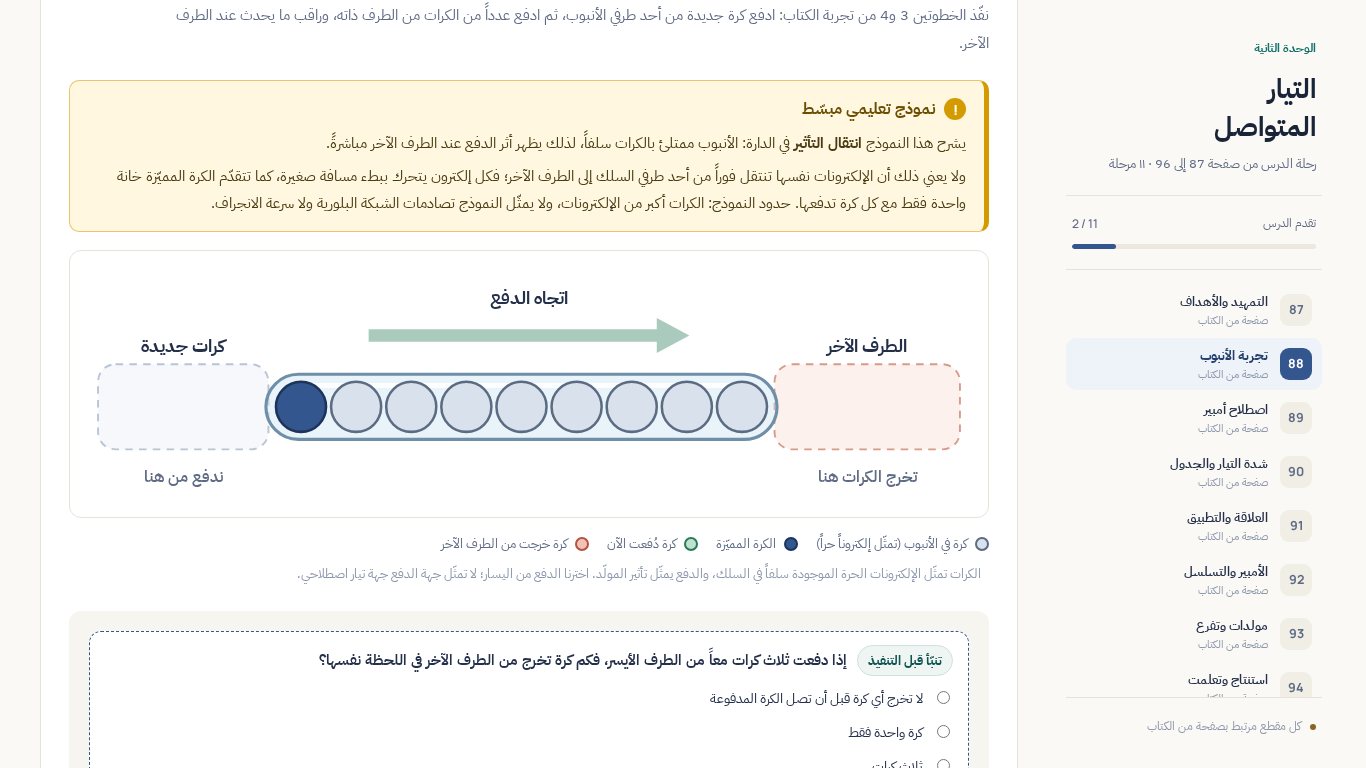 نفّذ الخطوتين 3 و4 من تجربة الكتاب: ادفع كرة جديدة من أحد طرفي الأنبوب، ثم ادفع عدداً من الكرات من الطرف ذاته، وراقب ما يحدث عند الطرف
الآخر.
نموذج تعليمي مبسّط
يشرح هذا النموذج انتقال التأثير في الدارة: الأنبوب ممتلئ بالكرات سلفاً، لذلك يظهر أثر الدفع عند الطرف الآخر مباشرةً.
ولا يعني ذلك أن الإلكترونات نفسها تنتقل فوراً من أحد طرفي السلك إلى الطرف الآخر؛ فكل إلكترون يتحرك ببطء مسافة صغيرة، كما تتقدّم الكرة المميّزة خانة
واحدة فقط مع كل كرة تدفعها. حدود النموذج: الكرات أكبر من الإلكترونات، ولا يمثّل النموذج تصادمات الشبكة البلورية ولا سرعة الانجراف.
اتجاه الدفع
الطرف الآخر
كرات جديدة
تخرج الكرات هنا
ندفع من هنا
كرة في الأنبوب (تمثّل إلكتروناً حراً)
الكرة المميّزة
كرة دُفعت الآن
كرة خرجت من الطرف الآخر
الكرات تمثّل الإلكترونات الحرة الموجودة سلفاً في السلك، والدفع يمثّل تأثير المولّد. اخترنا الدفع من اليسار؛ لا تمثّل جهة الدفع جهة تيار اصطلاحي.
تنبّأ قبل التنفيذ
إذا دفعت ثلاث كرات معاً من الطرف الأيسر، فكم كرة تخرج من الطرف الآخر في اللحظة نفسها؟
لا تخرج أي كرة قبل أن تصل الكرة المدفوعة
كرة واحدة فقط
ثلاث كرات
الوحدة الثانية
التيار
المتواصل
رحلة الدرس من صفحة 87 إلى 96 · ١١ مرحلة
تقدم الدرس
2 / 11
87
التمهيد والأهداف
صفحة من الكتاب
88
تجربة الأنبوب
صفحة من الكتاب
89
اصطلاح أمبير
صفحة من الكتاب
90
شدة التيار والجدول
صفحة من الكتاب
91
العلاقة والتطبيق
صفحة من الكتاب
92
الأمبير والتسلسل
صفحة من الكتاب
93
مولدات وتفرع
صفحة من الكتاب
94
استنتاج وتعلمت
صفحة من الكتاب
كل مقطع مرتبط بصفحة من الكتاب